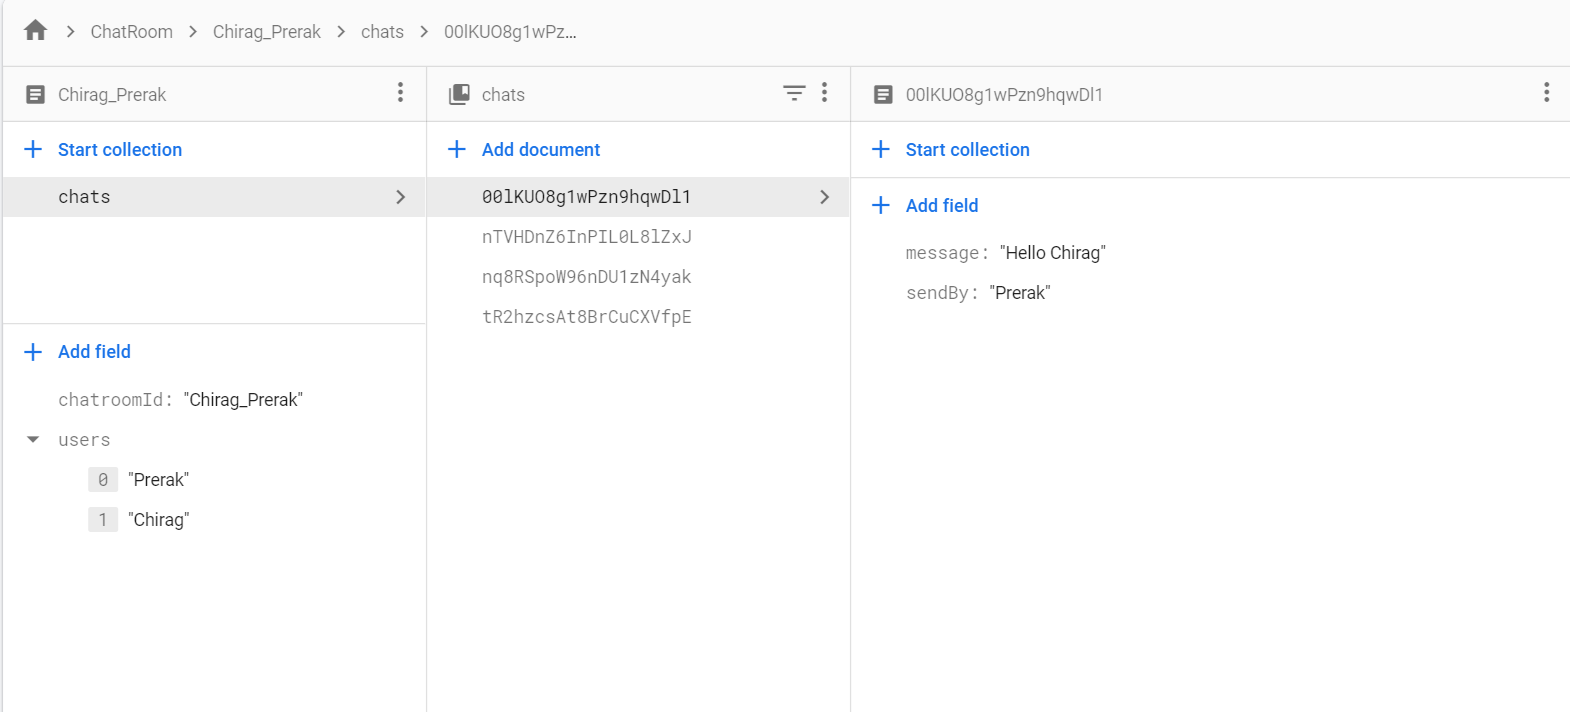 ChatRoom > Chirag_Prerak > chats > 00lKUO8g1wPz...
Chirag_Prerak
Start collection
chats
Add field
chatroomId: "Chirag_Prerak"
users
0 "Prerak"
1 "Chirag"
chats
Add document
00lKUO8g1wPzn9hqwDl1
nTVHDnZ6InPIL0L8lZxJ
nq8RSpoW96nDU1zN4yak
tR2hzcsAt8BrCuCXVfpE
00lKUO8g1wPzn9hqwDl1
Start collection
Add field
message: "Hello Chirag"
sendBy: "Prerak"